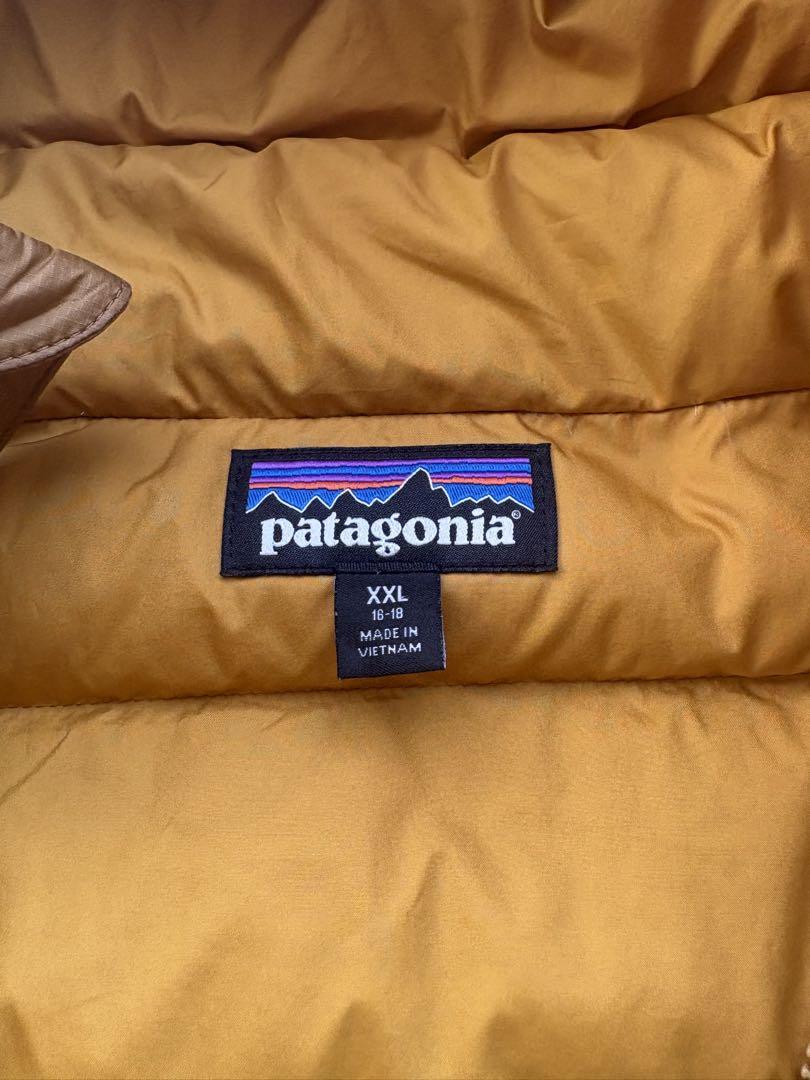 patagonia®
XXL
16-18
MADE IN
VIETNAM